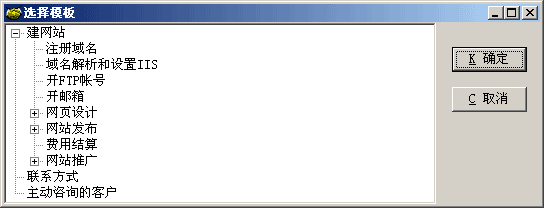 选择模板
建网站
注册域名
域名解析和设置IIS
开FTP帐号
开邮箱
网页设计
网站发布
费用结算
网站推广
联系方式
主动咨询的客户
K 确定
C 取消